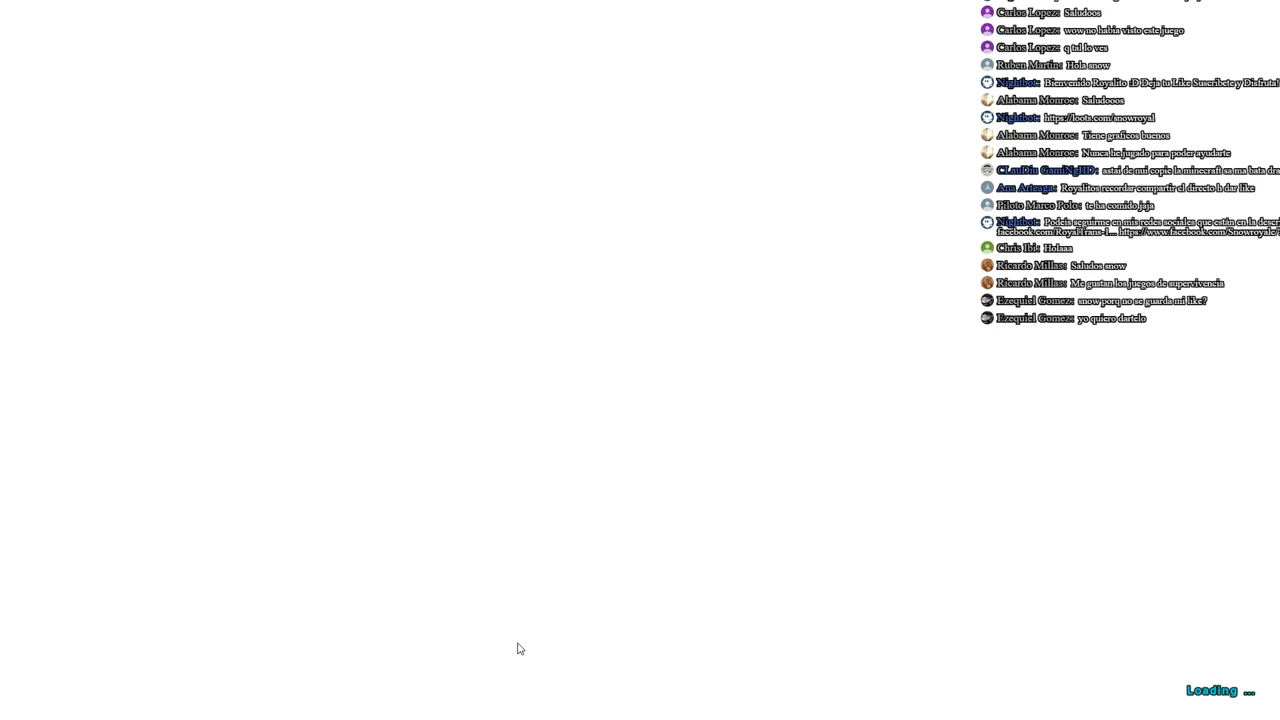 Carlos Lopez: Saludoos
Carlos Lopez: wow no habia visto este juego
Carlos Lopez: q tal lo ves
Ruben Martin: Hola snow
Nightbot: Bienvenido Royalito :D Deja tu Like Suscribete y Disfruta!
Alabama Monroe: Saludooos
Nightbot: https://loots.com/snowroyal
Alabama Monroe: Tiene graficos buenos
Alabama Monroe: Nunca he jugado para poder ayudarte
CLauDiu GamiNgHD: astai de nui copie la minecraft sa ma bata dra
Ana Arteaga: Royalitos recordar compartir el directo h dar like
Piloto Marco Polo: te ha comido jaja
Nightbot: Podeis seguirme en mis redes sociales que están en la descri
facebook.com/RoyalTrans-1... https://www.facebook.com/Snowroyale?
Chris Ibi: Holaaa
Ricardo Millas: Saludos snow
Ricardo Millas: Me gustan los juegos de supervivencia
Ezequiel Gomez: snow porq no se guarda mi like?
Ezequiel Gomez: yo quiero dartelo
Loading ...